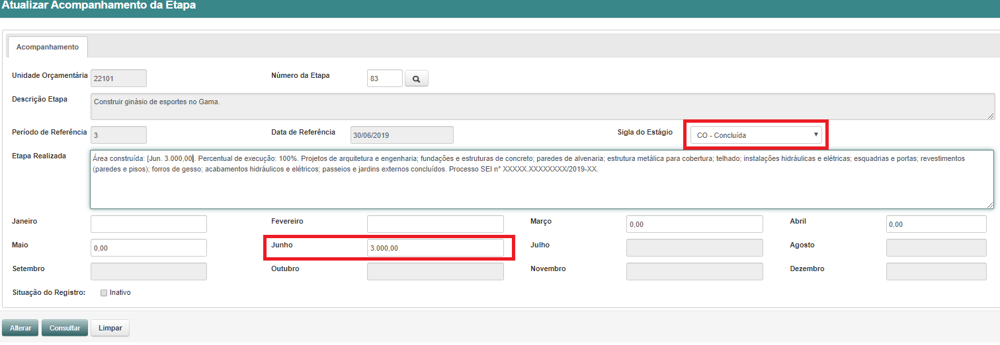 Atualizar Acompanhamento da Etapa
Acompanhamento
Unidade Orçamentária 22101 Número da Etapa 83
Descrição Etapa Construir ginásio de esportes no Gama.
Período de Referência 3 Data de Referência 30/06/2019 Sigla do Estágio CO - Concluída
Etapa Realizada Área construída: [Jun. 3.000,00]. Percentual de execução: 100%. Projetos de arquitetura e engenharia; fundações e estruturas de concreto; paredes de alvenaria; estrutura metálica para cobertura; telhado; instalações hidráulicas e elétricas; esquadrias e portas; revestimentos
(paredes e pisos); forros de gesso; acabamentos hidráulicos e elétricos; passeios e jardins externos concluídos. Processo SEI n° XXXXX.XXXXXXXX/2019-XX.
Janeiro Fevereiro Março 0,00 Abril 0,00
Maio 0,00 Junho 3.000,00 Julho Agosto
Setembro Outubro Novembro Dezembro
Situação do Registro: Inativo
Alterar Consultar Limpar